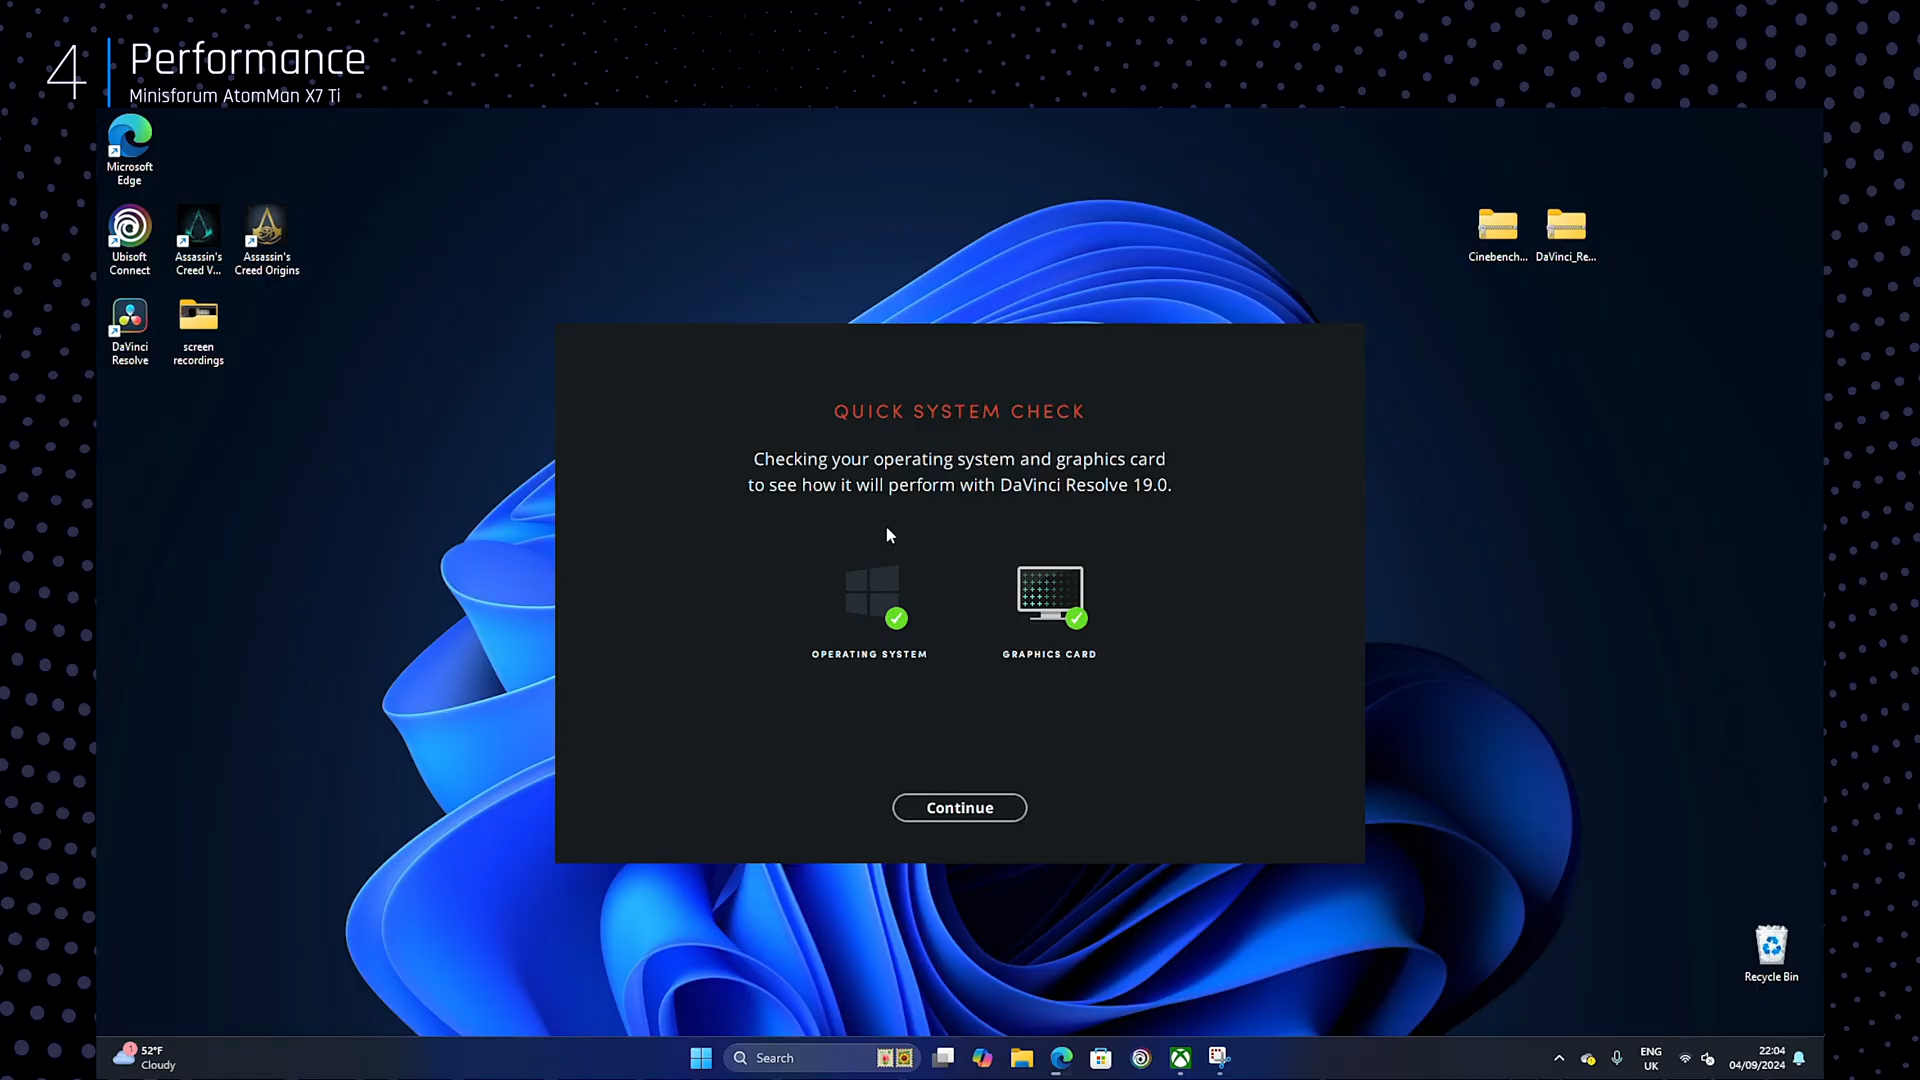 4
Performance
Minisforum AtomMan X7 Ti
Microsoft
Edge
Ubisoft
Connect
Assassin's
Creed V...
Assassin's
Creed Origins
DaVinci
Resolve
screen
recordings
Cinebench...
DaVinci_Re...
QUICK SYSTEM CHECK
Checking your operating system and graphics card
to see how it will perform with DaVinci Resolve 19.0.
OPERATING SYSTEM
GRAPHICS CARD
Continue
Recycle Bin
1
52°F
Cloudy
Search
ENG
UK
22:04
04/09/2024